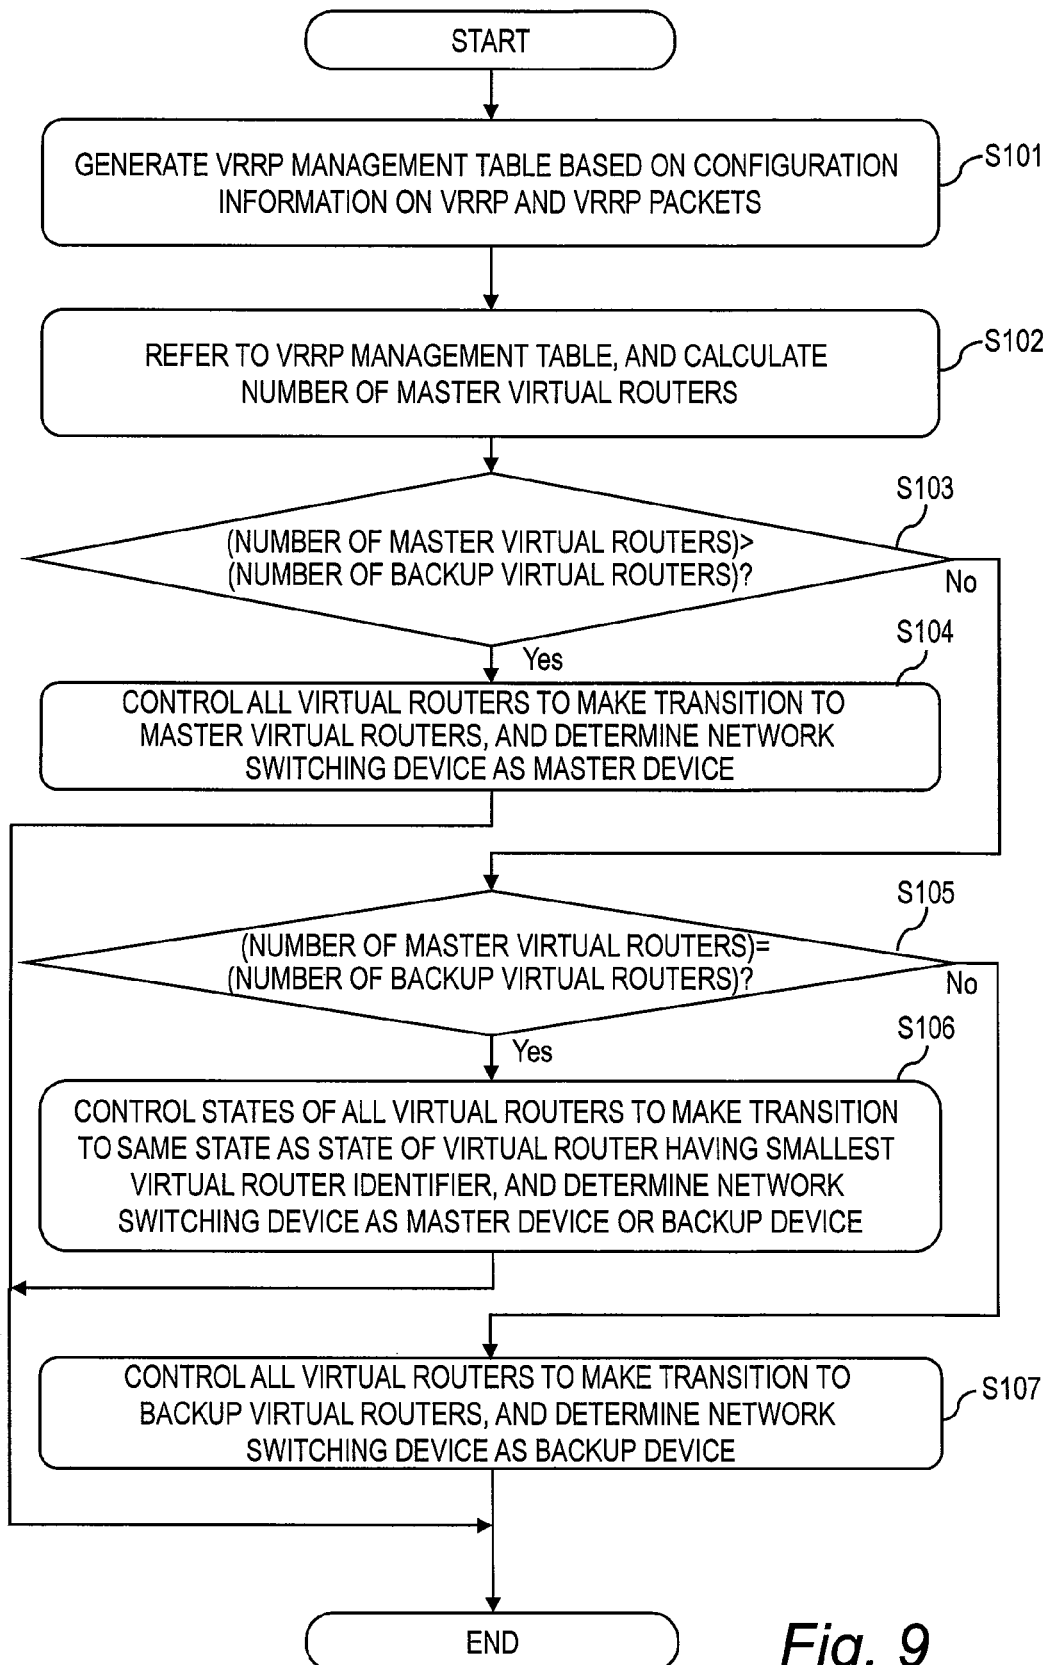 START
GENERATE VRRP MANAGEMENT TABLE BASED ON CONFIGURATION
INFORMATION ON VRRP AND VRRP PACKETS
S101
REFER TO VRRP MANAGEMENT TABLE, AND CALCULATE
NUMBER OF MASTER VIRTUAL ROUTERS
S102
S103
(NUMBER OF MASTER VIRTUAL ROUTERS)>
(NUMBER OF BACKUP VIRTUAL ROUTERS)?
No
Yes
S104
CONTROL ALL VIRTUAL ROUTERS TO MAKE TRANSITION TO
MASTER VIRTUAL ROUTERS, AND DETERMINE NETWORK
SWITCHING DEVICE AS MASTER DEVICE
S105
(NUMBER OF MASTER VIRTUAL ROUTERS)=
(NUMBER OF BACKUP VIRTUAL ROUTERS)?
No
Yes
S106
CONTROL STATES OF ALL VIRTUAL ROUTERS TO MAKE TRANSITION
TO SAME STATE AS STATE OF VIRTUAL ROUTER HAVING SMALLEST
VIRTUAL ROUTER IDENTIFIER, AND DETERMINE NETWORK
SWITCHING DEVICE AS MASTER DEVICE OR BACKUP DEVICE
CONTROL ALL VIRTUAL ROUTERS TO MAKE TRANSITION TO
BACKUP VIRTUAL ROUTERS, AND DETERMINE NETWORK
SWITCHING DEVICE AS BACKUP DEVICE
S107
END
Fig. 9